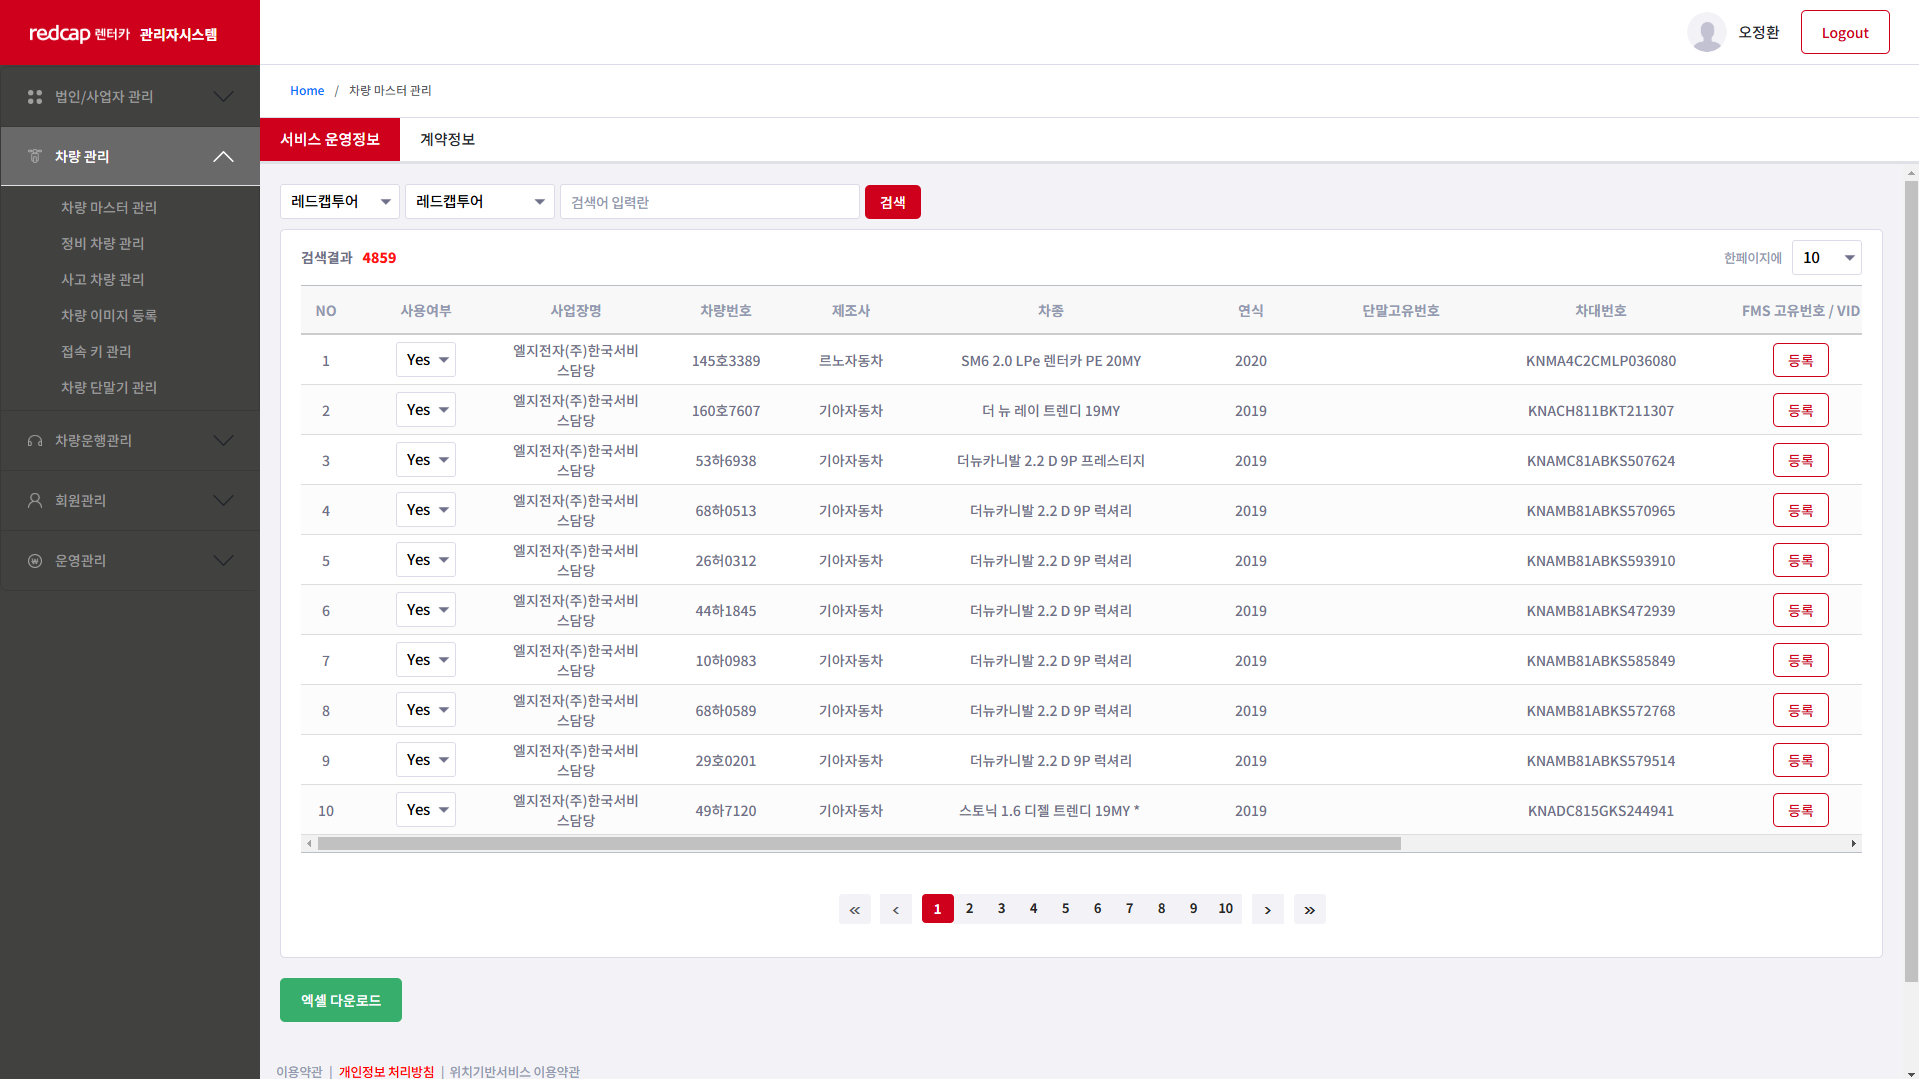 redcap 렌터카 관리자시스템
오정환
Logout
법인/사업자 관리
차량 관리
차량 마스터 관리
정비 차량 관리
사고 차량 관리
차량 이미지 등록
접속 키 관리
차량 단말기 관리
차량운행관리
회원관리
운영관리
Home / 차량 마스터 관리
서비스 운영정보 계약정보
레드캡투어 레드캡투어 검색어 입력란 검색
검색결과 4859
한페이지에 10
NO 사용여부 사업장명 차량번호 제조사 차종 연식 단말고유번호 차대번호 FMS 고유번호 / VID
1 Yes 엘지전자(주)한국서비스담당 145호3389 르노자동차 SM6 2.0 LPe 렌터카 PE 20MY 2020 KNMA4C2CMLP036080 등록
2 Yes 엘지전자(주)한국서비스담당 160호7607 기아자동차 더 뉴 레이 트렌디 19MY 2019 KNACH811BKT211307 등록
3 Yes 엘지전자(주)한국서비스담당 53하6938 기아자동차 더뉴카니발 2.2 D 9P 프레스티지 2019 KNAMC81ABKS507624 등록
4 Yes 엘지전자(주)한국서비스담당 68하0513 기아자동차 더뉴카니발 2.2 D 9P 럭셔리 2019 KNAMB81ABKS570965 등록
5 Yes 엘지전자(주)한국서비스담당 26허0312 기아자동차 더뉴카니발 2.2 D 9P 럭셔리 2019 KNAMB81ABKS593910 등록
6 Yes 엘지전자(주)한국서비스담당 44하1845 기아자동차 더뉴카니발 2.2 D 9P 럭셔리 2019 KNAMB81ABKS472939 등록
7 Yes 엘지전자(주)한국서비스담당 10하0983 기아자동차 더뉴카니발 2.2 D 9P 럭셔리 2019 KNAMB81ABKS585849 등록
8 Yes 엘지전자(주)한국서비스담당 68하0589 기아자동차 더뉴카니발 2.2 D 9P 럭셔리 2019 KNAMB81ABKS572768 등록
9 Yes 엘지전자(주)한국서비스담당 29호0201 기아자동차 더뉴카니발 2.2 D 9P 럭셔리 2019 KNAMB81ABKS579514 등록
10 Yes 엘지전자(주)한국서비스담당 49하7120 기아자동차 스토닉 1.6 디젤 트렌디 19MY * 2019 KNADC815GKS244941 등록
« ‹ 1 2 3 4 5 6 7 8 9 10 › »
엑셀 다운로드
이용약관 | 개인정보 처리방침 | 위치기반서비스 이용약관